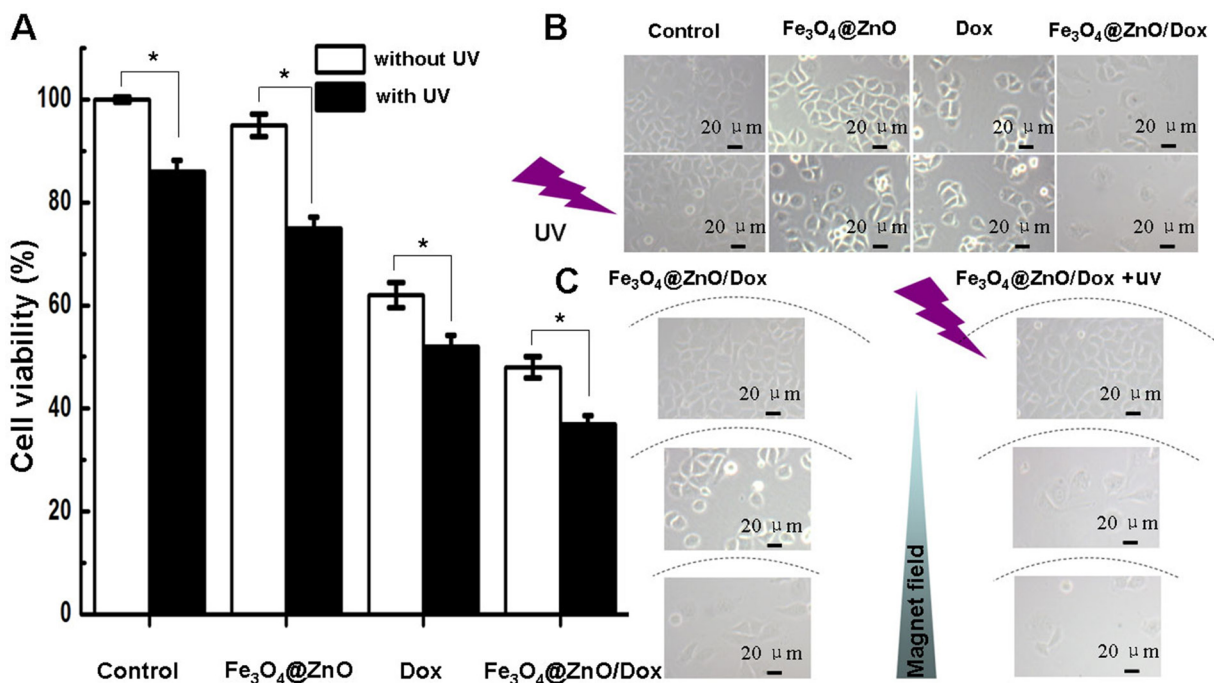 A
Cell viability (%)
100
80
60
40
20
0
*
*
*
*
without UV
with UV
Control
Fe₃O₄@ZnO
Dox
Fe₃O₄@ZnO/Dox
B
Control
Fe₃O₄@ZnO
Dox
Fe₃O₄@ZnO/Dox
20 μm
20 μm
20 μm
20 μm
UV
20 μm
20 μm
20 μm
20 μm
C
Fe₃O₄@ZnO/Dox
Fe₃O₄@ZnO/Dox +uv
20 μm
20 μm
20 μm
20 μm
20 μm
20 μm
Magnet field